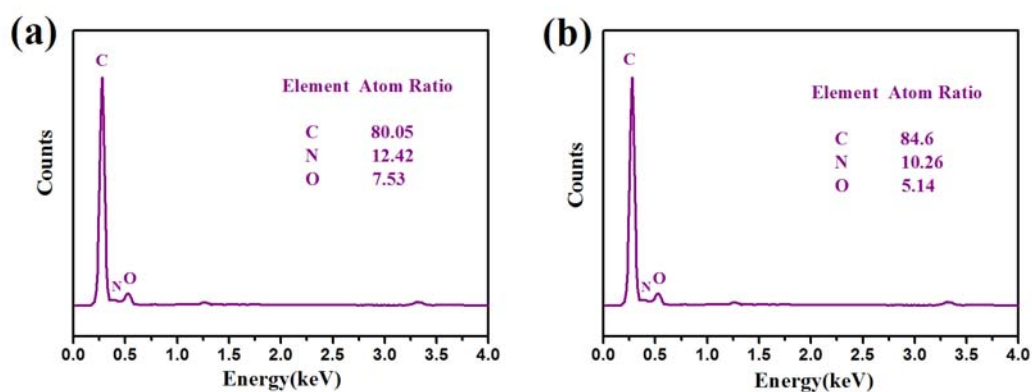 (a)
C
Element Atom Ratio
C 80.05
N 12.42
O 7.53
Counts
N O
0.0 0.5 1.0 1.5 2.0 2.5 3.0 3.5 4.0
Energy(keV)
(b)
C
Element Atom Ratio
C 84.6
N 10.26
O 5.14
Counts
N O
0.0 0.5 1.0 1.5 2.0 2.5 3.0 3.5 4.0
Energy(keV)